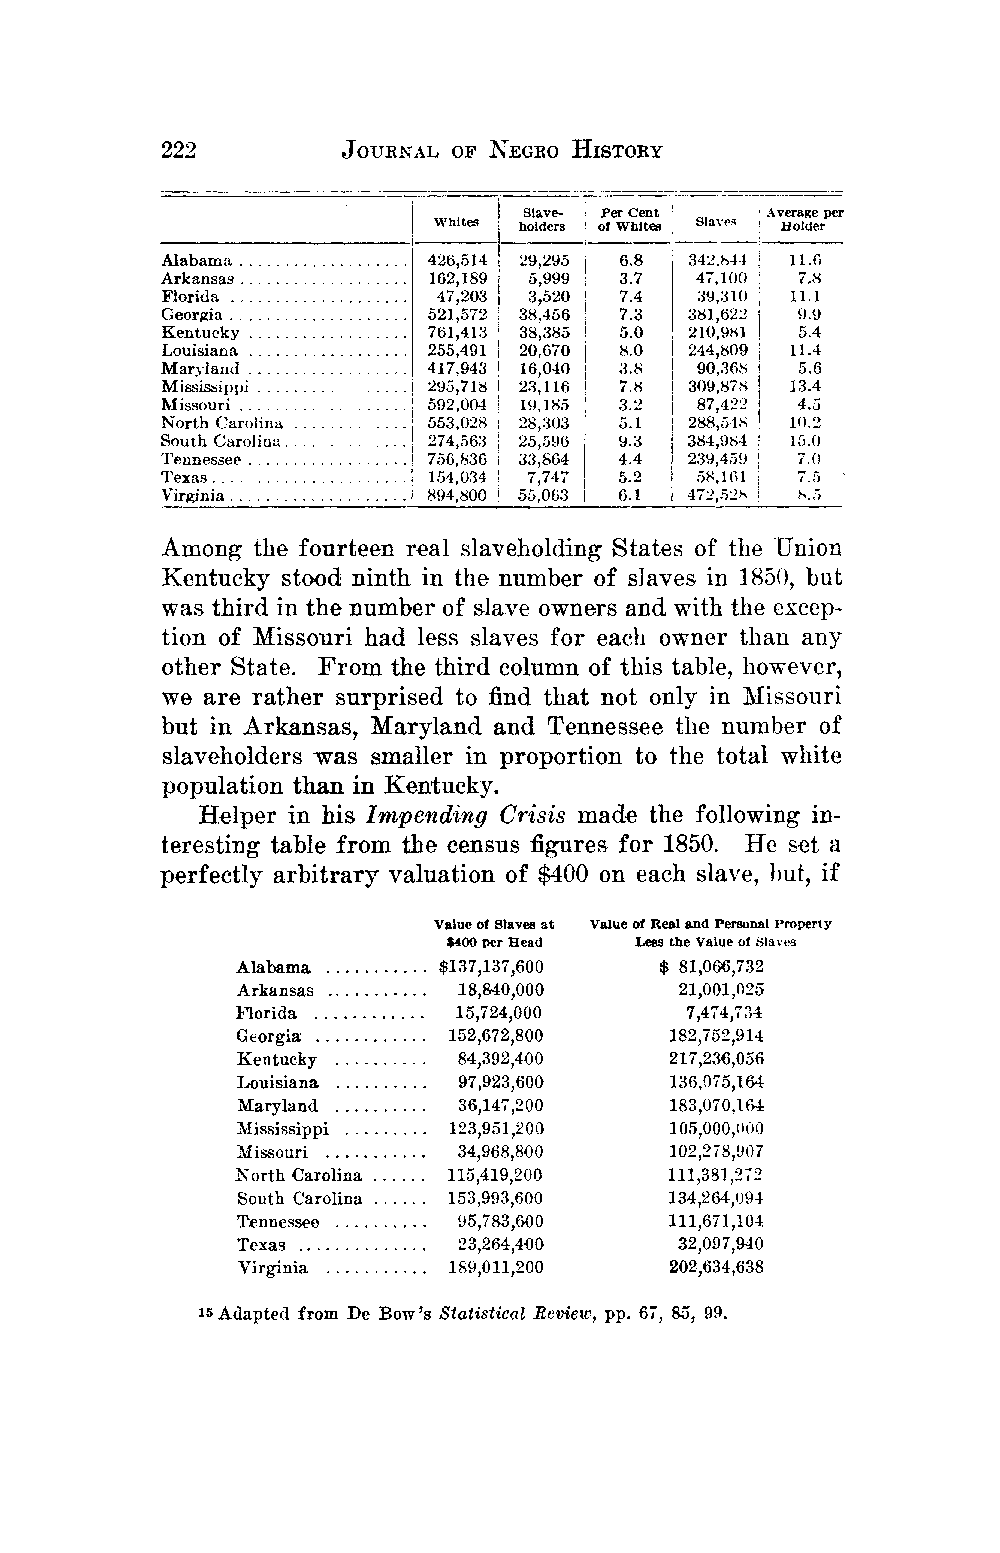 222 JOURNAL OF NEGRO HISTORY
Whites Slave-holders Per Cent of Whites Slaves Average per Holder
Alabama 426,514 29,295 6.8 342,844 11.6
Arkansas 162,189 5,999 3.7 47,100 7.8
Florida 47,203 3,520 7.4 39,310 11.1
Georgia 521,572 38,456 7.3 381,622 9.9
Kentucky 761,413 38,385 5.0 210,981 5.4
Louisiana 255,491 20,670 8.0 244,809 11.4
Maryland 417,943 16,040 3.8 90,368 5.6
Mississippi 295,718 23,116 7.8 309,878 13.4
Missouri 592,004 19,185 3.2 87,422 4.5
North Carolina 553,028 28,303 5.1 288,548 10.2
South Carolina 274,563 25,596 9.3 384,984 15.0
Tennessee 756,836 33,864 4.4 239,459 7.0
Texas 154,034 7,747 5.2 58,161 7.5
Virginia 894,800 55,063 6.1 472,528 8.5
Among the fourteen real slaveholding States of the Union
Kentucky stood ninth in the number of slaves in 1850, but
was third in the number of slave owners and with the excep-
tion of Missouri had less slaves for each owner than any
other State. From the third column of this table, however,
we are rather surprised to find that not only in Missouri
but in Arkansas, Maryland and Tennessee the number of
slaveholders was smaller in proportion to the total white
population than in Kentucky.
Helper in his Impending Crisis made the following in-
teresting table from the census figures for 1850. He set a
perfectly arbitrary valuation of $400 on each slave, but, if
Value of Slaves at Value of Real and Personal Property
$400 per Head Less the Value of Slaves
Alabama ........... $137,137,600 $ 81,066,732
Arkansas ........... 18,840,000 21,001,025
Florida ............ 15,724,000 7,474,734
Georgia ............ 152,672,800 182,752,914
Kentucky .......... 84,392,400 217,236,056
Louisiana .......... 97,923,600 136,075,164
Maryland .......... 36,147,200 183,070,164
Mississippi ......... 123,951,200 105,000,000
Missouri ........... 34,968,800 102,278,907
North Carolina ...... 115,419,200 111,381,272
South Carolina ...... 153,993,600 134,264,094
Tennessee .......... 95,783,600 111,671,104
Texas .............. 23,264,400 32,097,940
Virginia ........... 189,011,200 202,634,638
15 Adapted from De Bow's Statistical Review, pp. 67, 85, 99.